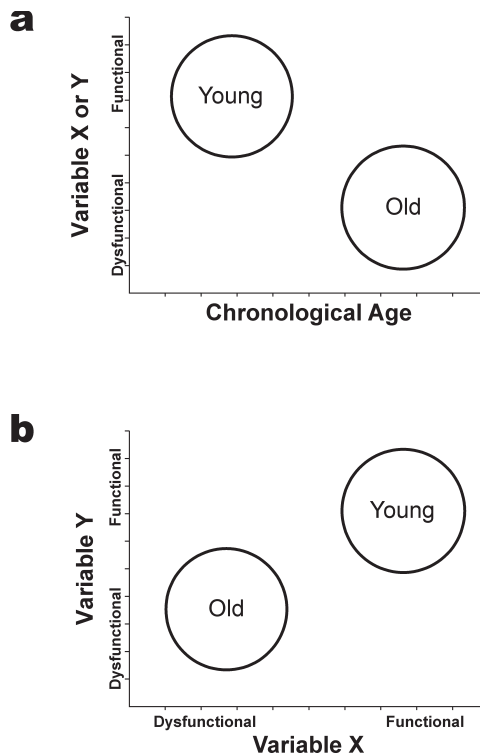 a
Functional
Dysfunctional
Variable X or Y
Young
Old
Chronological Age
b
Functional
Dysfunctional
Variable Y
Young
Old
Dysfunctional
Functional
Variable X